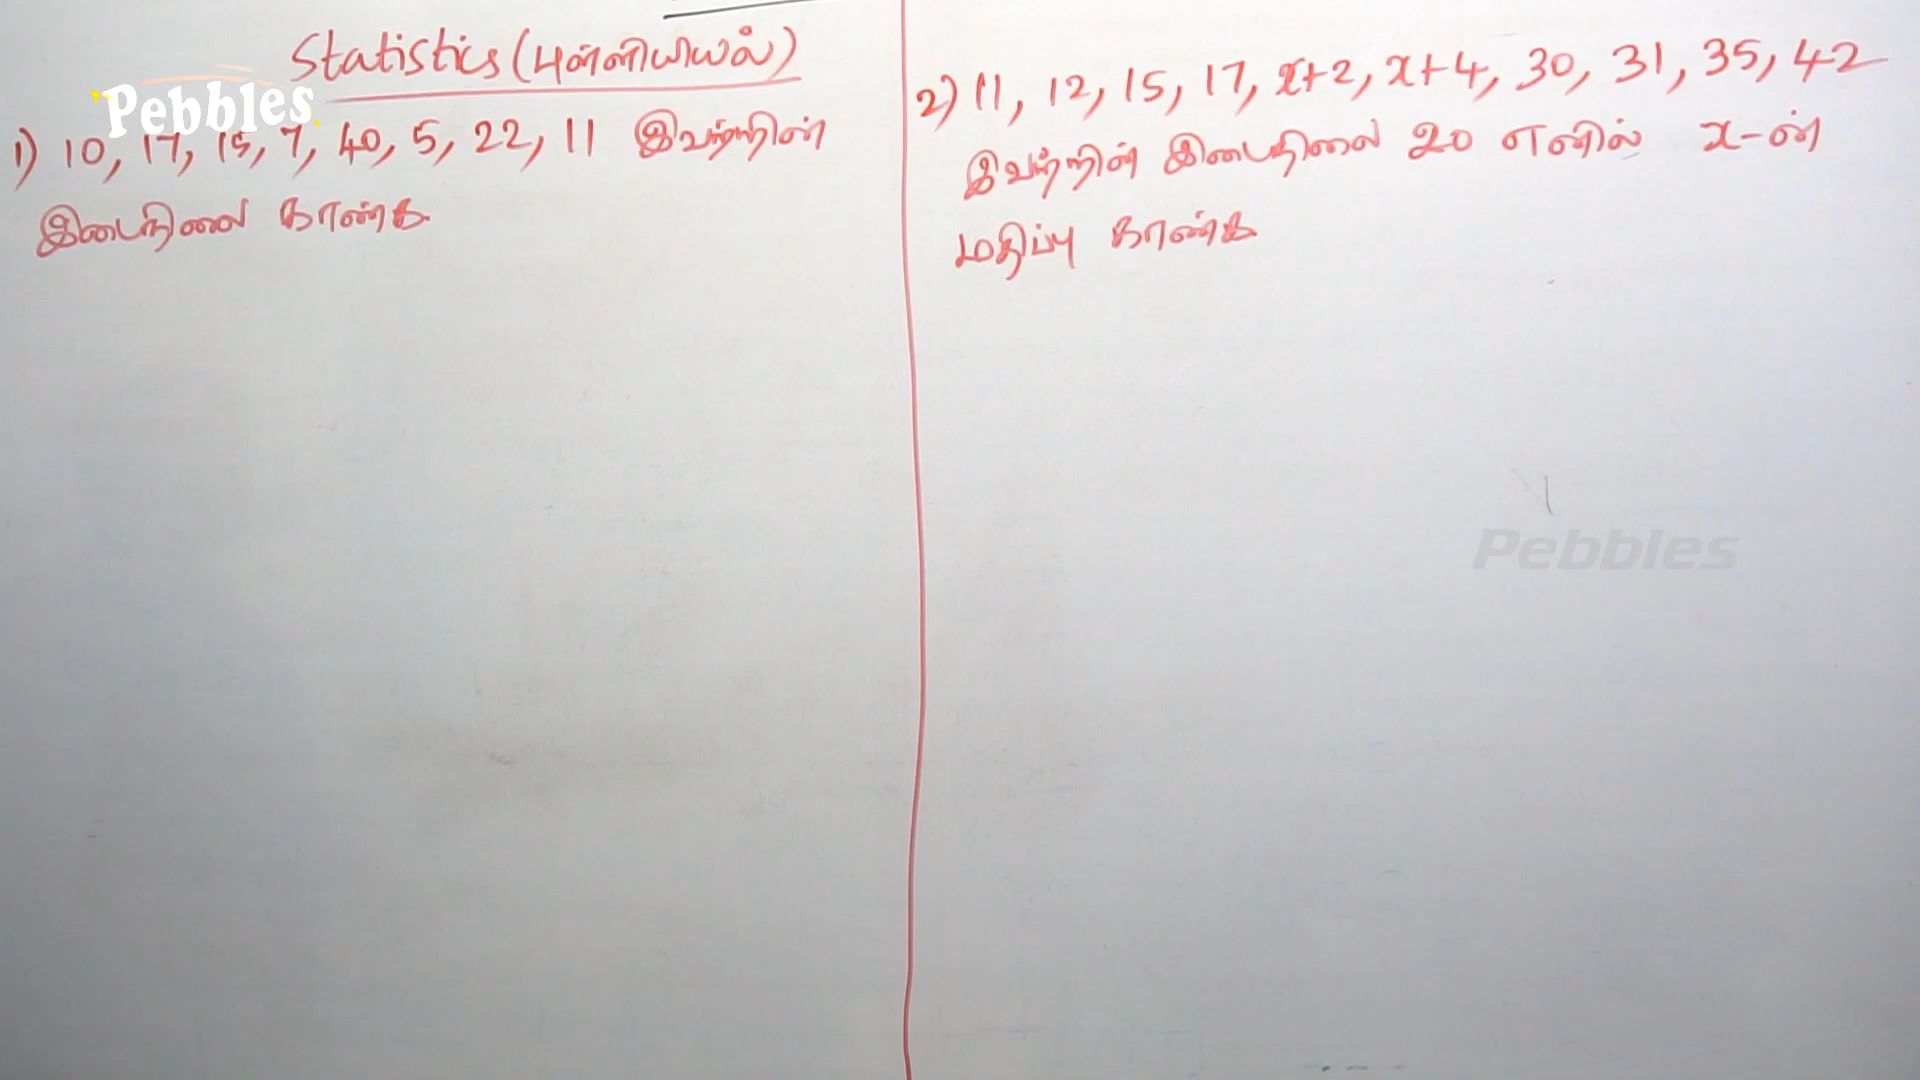 Statistics (புள்ளியியல்)
Pebbles
1) 10, 17, 15, 7, 40, 5, 22, 11 இவற்றின்
இடைநிலை காண்க
2) 11, 12, 15, 17, x+2, x+4, 30, 31, 35, 42
இவற்றின் இடைநிலை 20 எனில் x-ன்
மதிப்பு காண்க
Pebbles